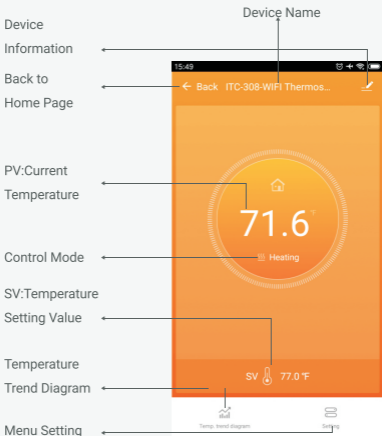 Device Name
Device
Information
15:49
Back to
Home Page
Back ITC-308-WIFI Thermos...
PV:Current
Temperature
71.6
°F
Control Mode
Heating
SV:Temperature
Setting Value
SV 77.0 °F
Temperature
Trend Diagram
Temp. trend diagram
Setting
Menu Setting